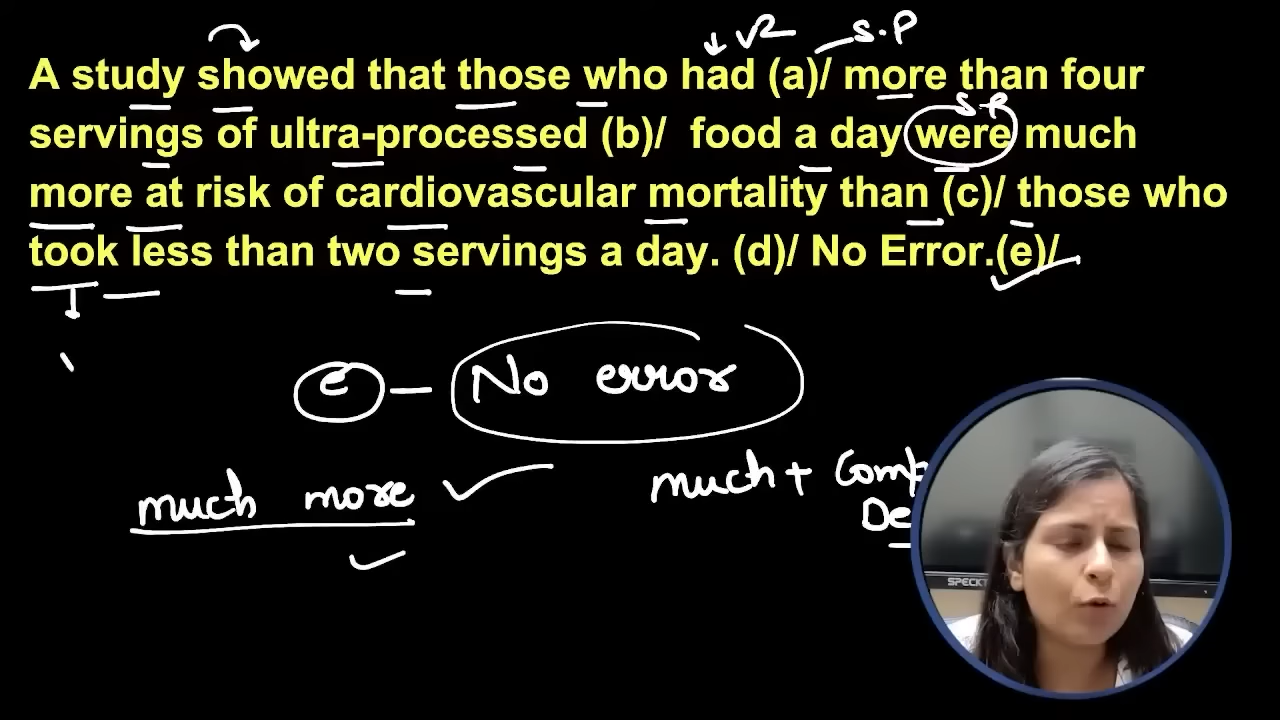 V2 S.P
A study showed that those who had (a)/ more than four
S.P
servings of ultra-processed (b)/ food a day were much
more at risk of cardiovascular mortality than (c)/ those who
took less than two servings a day. (d)/ No Error.(e)/
e — No error
much more much +